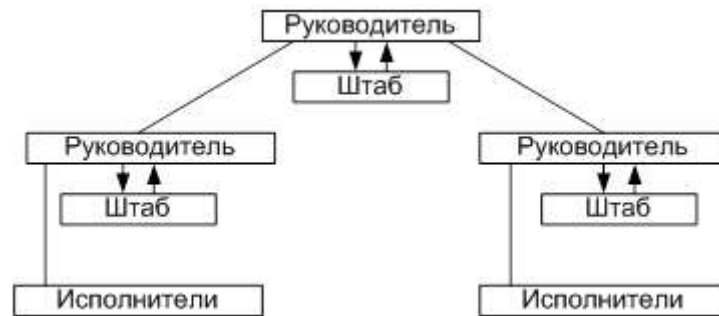 Руководитель
Штаб
Руководитель
Руководитель
Штаб
Штаб
Исполнители
Исполнители